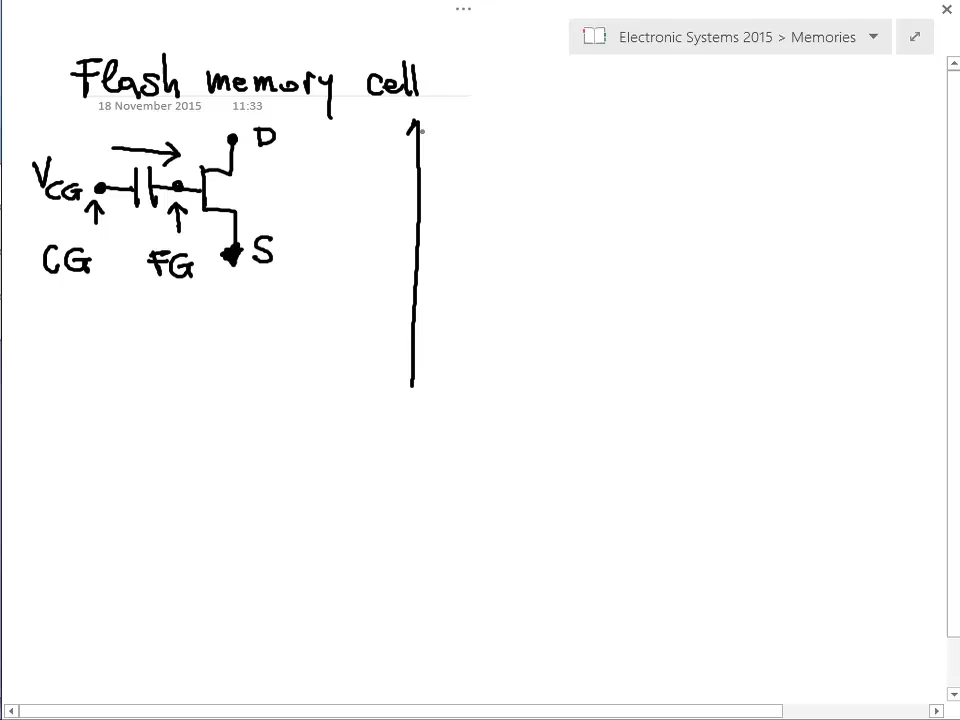 Electronic Systems 2015 > Memories
Flash memory cell
18 November 2015 11:33
D
VCG
CG FG S